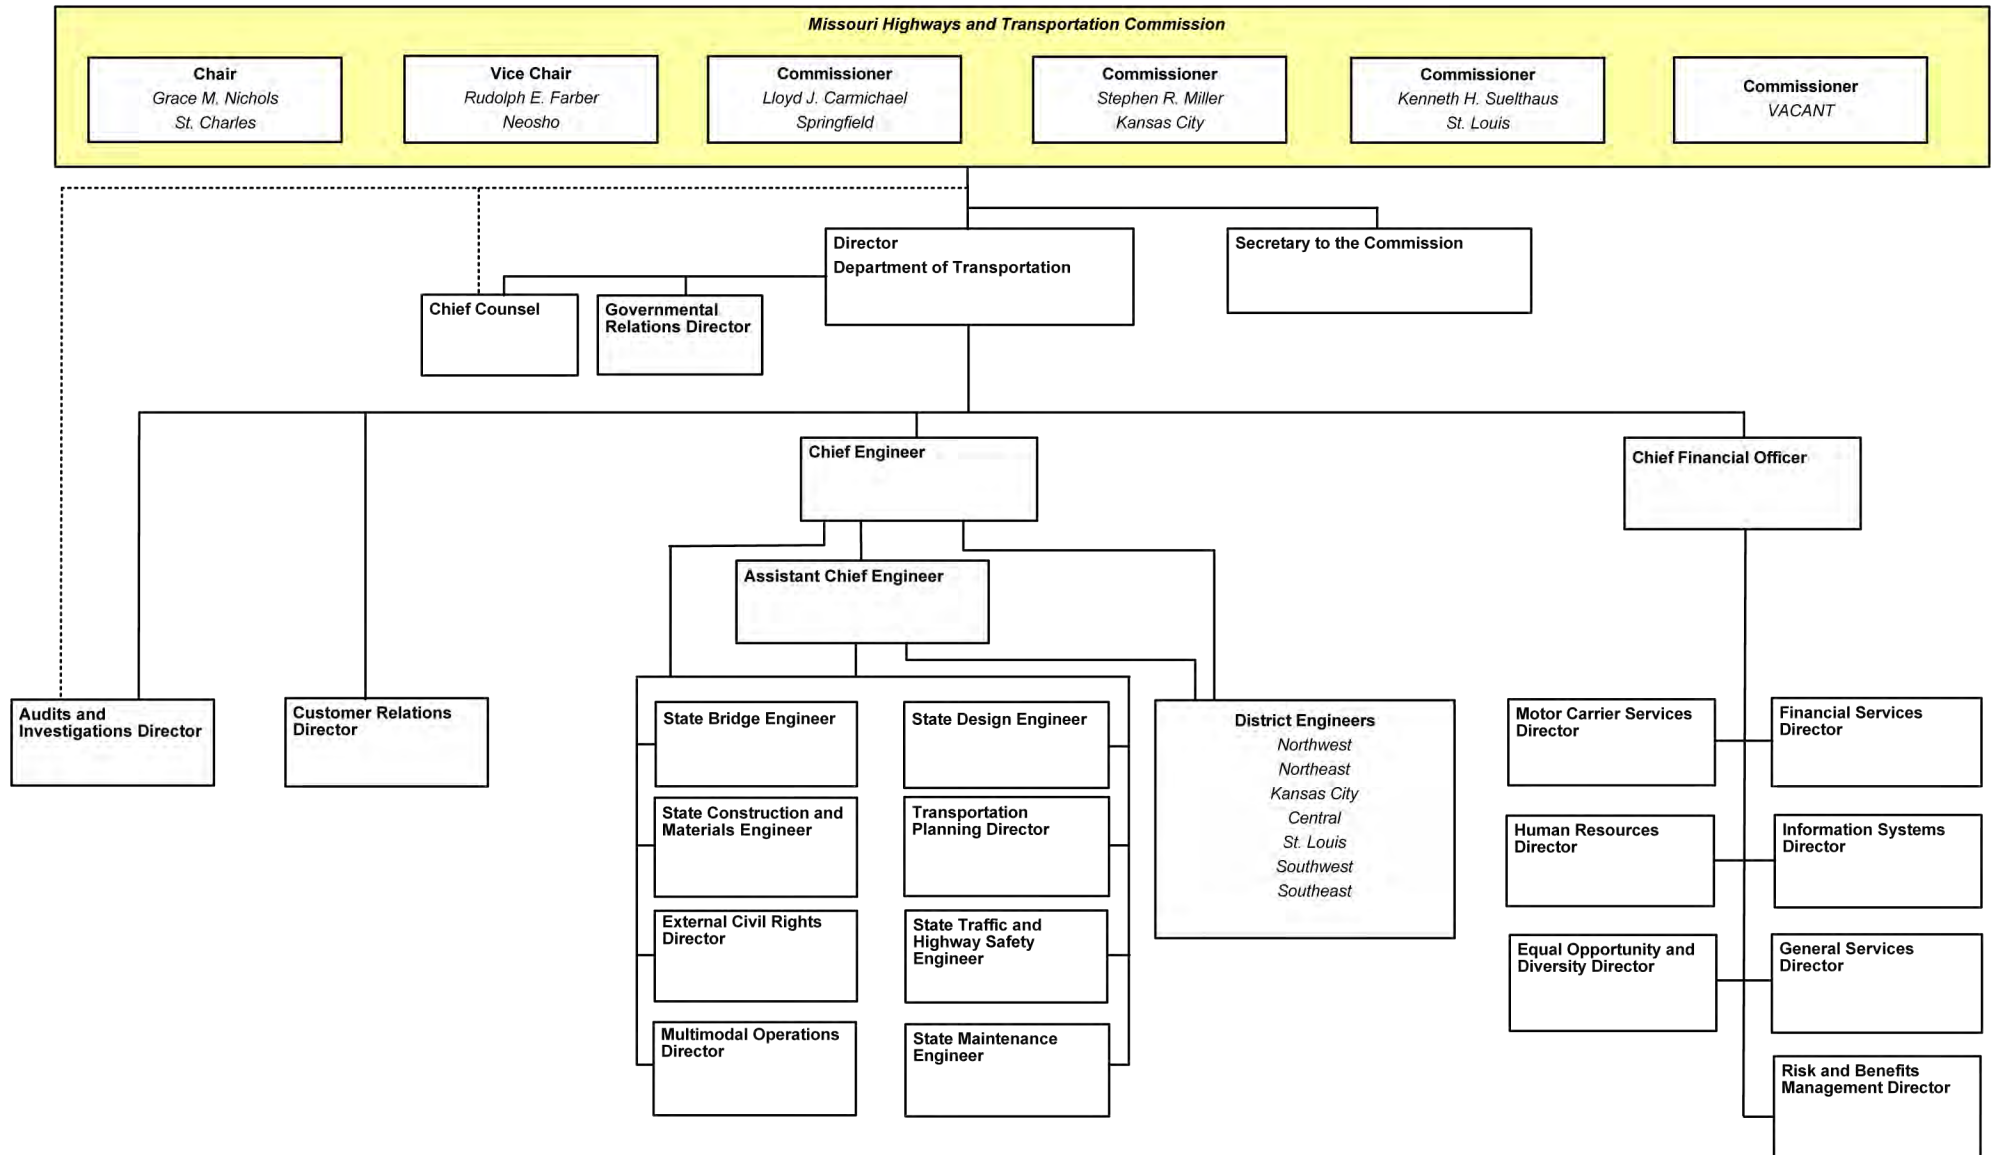 Missouri Highways and Transportation Commission
Chair
Grace M. Nichols
St. Charles
Vice Chair
Rudolph E. Farber
Neosho
Commissioner
Lloyd J. Carmichael
Springfield
Commissioner
Stephen R. Miller
Kansas City
Commissioner
Kenneth H. Suelthaus
St. Louis
Commissioner
VACANT
Director
Department of Transportation
Secretary to the Commission
Chief Counsel
Governmental
Relations Director
Chief Engineer
Chief Financial Officer
Assistant Chief Engineer
Audits and
Investigations Director
Customer Relations
Director
State Bridge Engineer
State Design Engineer
State Construction and
Materials Engineer
Transportation
Planning Director
External Civil Rights
Director
State Traffic and
Highway Safety
Engineer
Multimodal Operations
Director
State Maintenance
Engineer
District Engineers
Northwest
Northeast
Kansas City
Central
St. Louis
Southwest
Southeast
Motor Carrier Services
Director
Financial Services
Director
Human Resources
Director
Information Systems
Director
Equal Opportunity and
Diversity Director
General Services
Director
Risk and Benefits
Management Director